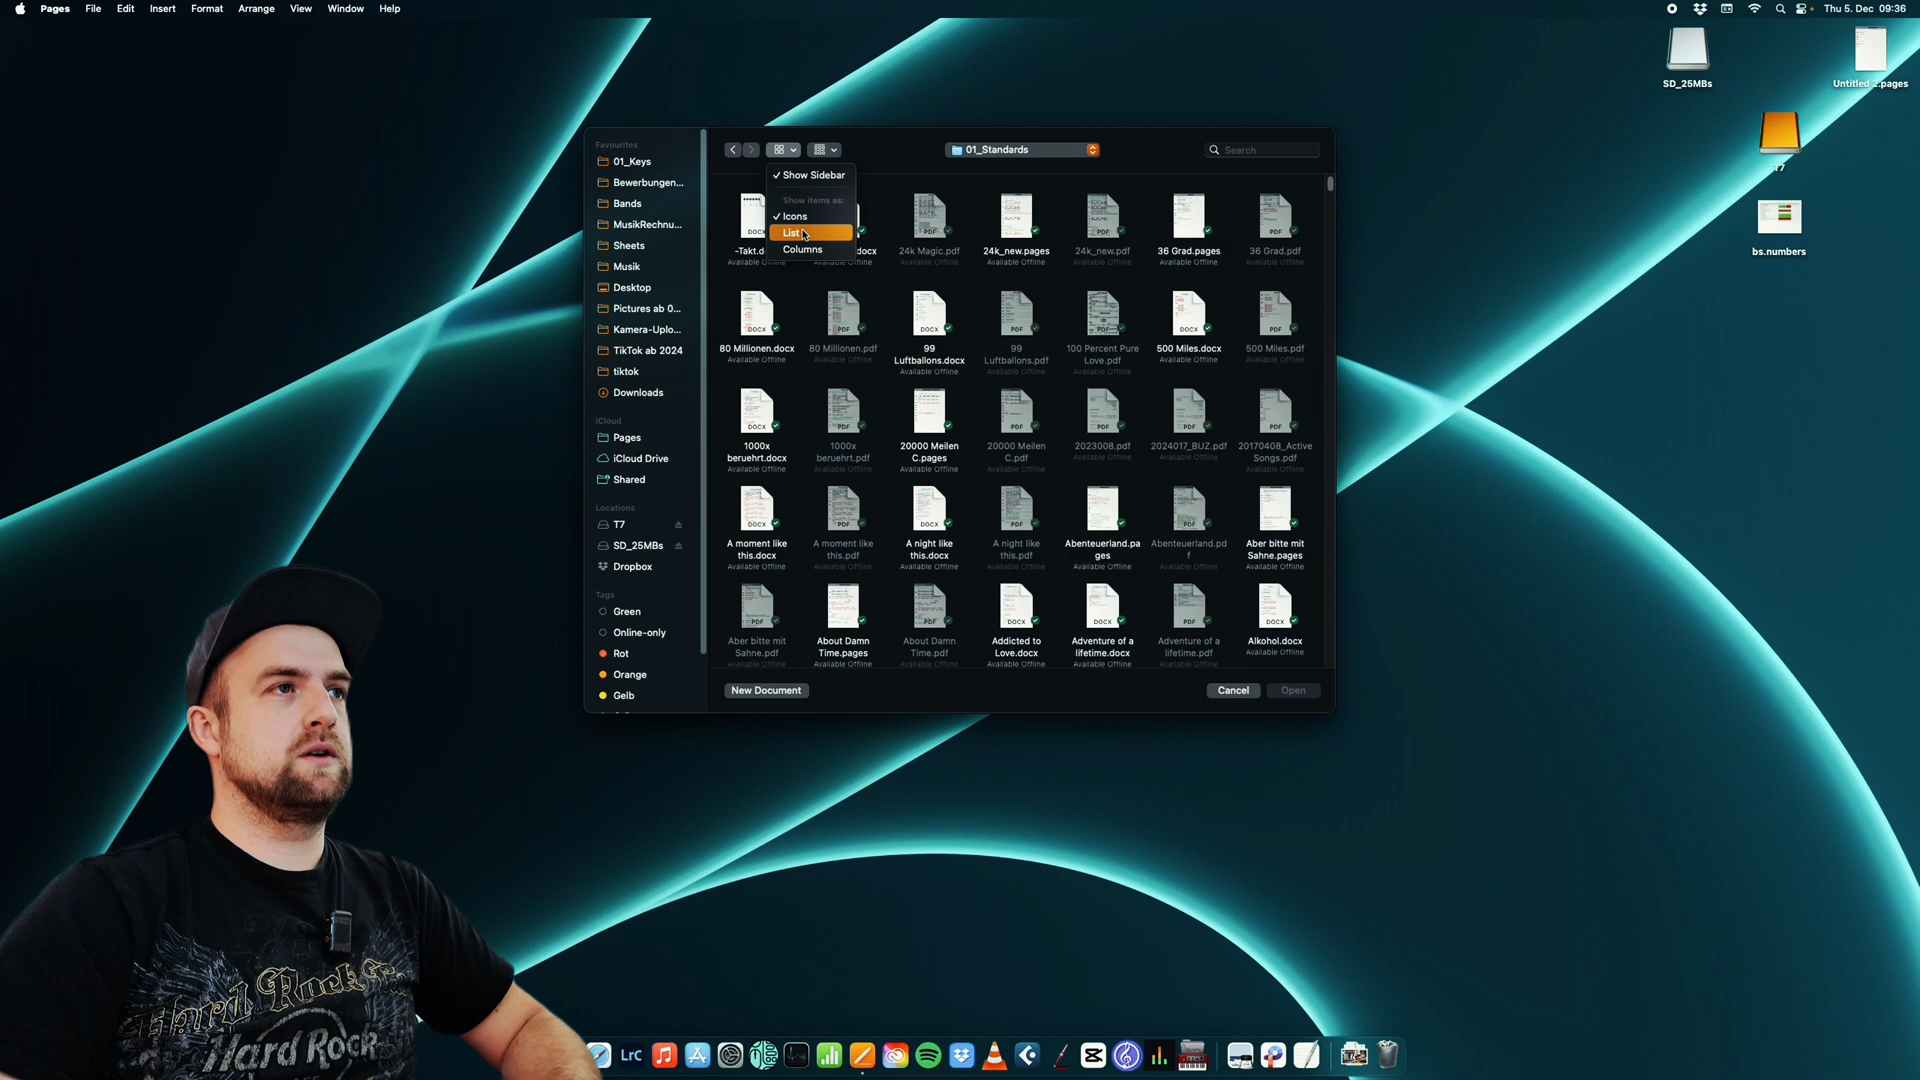 Pages File Edit Insert Format Arrange View Window Help
Thu 5. Dec 09:36
SD_25MBs
Untitled 2.pages
T7
bs.numbers
Favourites
01_Keys
Bewerbungen...
Bands
MusikRechnu...
Sheets
Musik
Desktop
Pictures ab 0...
Kamera-Uplo...
TikTok ab 2024
tiktok
Downloads
iCloud
Pages
iCloud Drive
Shared
Locations
T7
SD_25MBs
Dropbox
Tags
Green
Online-only
Rot
Orange
Gelb
01_Standards
Search
Show Sidebar
Show items as:
Icons
List
Columns
24k Magic.pdf 24k_new.pages 24k_new.pdf 36 Grad.pages 36 Grad.pdf
Available Offline Available Offline Available Offline Available Offline Available Offline
80 Millionen.docx 80 Millionen.pdf 99 Luftballons.docx 99 Luftballons.pdf 100 Percent Pure Love.pdf 500 Miles.docx 500 Miles.pdf
Available Offline Available Offline Available Offline Available Offline Available Offline Available Offline Available Offline
1000x beruehrt.docx 1000x beruehrt.pdf 20000 Meilen C.pages 20000 Meilen C.pdf 2023008.pdf 2024017_BUZ.pdf 20170408_Active Songs.pdf
Available Offline Available Offline Available Offline Available Offline Available Offline Available Offline Available Offline
A moment like this.docx A moment like this.pdf A night like this.docx A night like this.pdf Abenteuerland.pages Abenteuerland.pdf Aber bitte mit Sahne.pages
Available Offline Available Offline Available Offline Available Offline Available Offline Available Offline Available Offline
Aber bitte mit Sahne.pdf About Damn Time.pages About Damn Time.pdf Addicted to Love.docx Adventure of a lifetime.docx Adventure of a lifetime.pdf Alkohol.docx
Available Offline Available Offline Available Offline Available Offline Available Offline Available Offline Available Offline
New Document
Cancel
Open
LrC
Hard Rock
Hard Rock